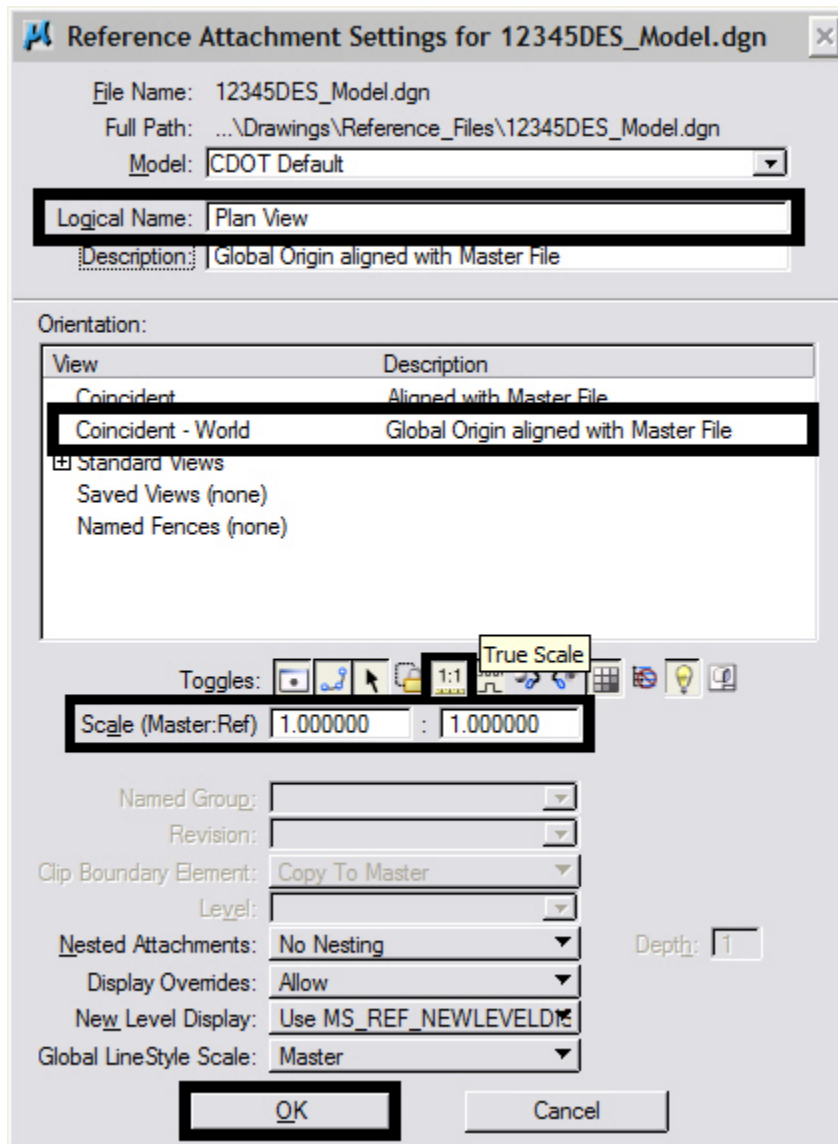 Reference Attachment Settings for 12345DES_Model.dgn
File Name: 12345DES_Model.dgn
Full Path: ...\Drawings\Reference_Files\12345DES_Model.dgn
Model: CDOT Default
Logical Name: Plan View
Description: Global Origin aligned with Master File
Orientation:
View Description
Coincident Aligned with Master File
Coincident - World Global Origin aligned with Master File
Standard Views
Saved Views (none)
Named Fences (none)
True Scale
Toggles: 1:1
Scale (Master:Ref) 1.000000 : 1.000000
Named Group:
Revision:
Clip Boundary Element: Copy To Master
Level:
Nested Attachments: No Nesting Depth: 1
Display Overrides: Allow
New Level Display: Use MS_REF_NEWLEVELDIS
Global LineStyle Scale: Master
OK Cancel